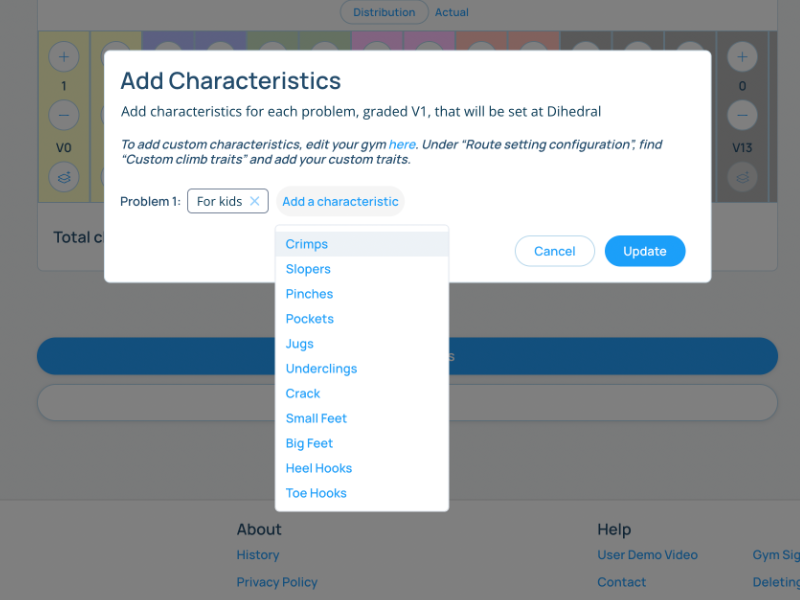 Distribution Actual
1
0
V0
V13
Add Characteristics
Add characteristics for each problem, graded V1, that will be set at Dihedral
To add custom characteristics, edit your gym here. Under “Route setting configuration”, find
“Custom climb traits” and add your custom traits.
Problem 1: For kids Add a characteristic
Total
Crimps
Slopers
Pinches
Pockets
Jugs
Underclings
Crack
Small Feet
Big Feet
Heel Hooks
Toe Hooks
Cancel Update
About
History
Privacy Policy
Help
User Demo Video
Contact
Gym